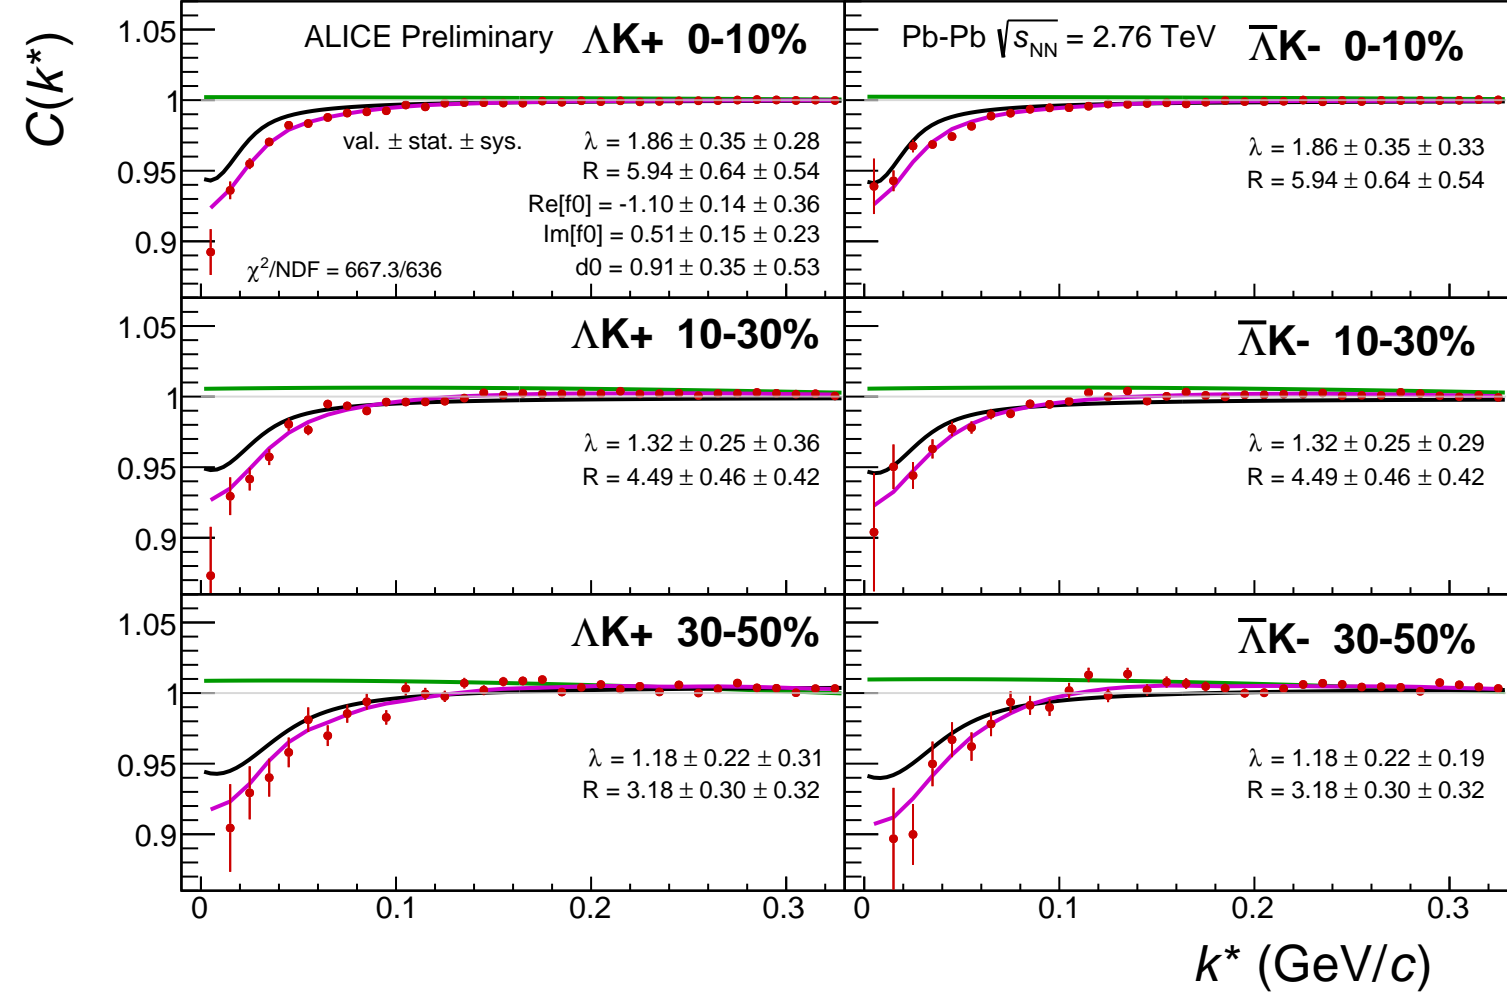 C(k*)
ALICE Preliminary ΛK+ 0-10%
1.05
1
0.95
0.9
val. ± stat. ± sys.
λ = 1.86 ± 0.35 ± 0.28
R = 5.94 ± 0.64 ± 0.54
Re[f0] = -1.10 ± 0.14 ± 0.36
Im[f0] = 0.51 ± 0.15 ± 0.23
d0 = 0.91 ± 0.35 ± 0.53
χ²/NDF = 667.3/636
Pb-Pb √sNN = 2.76 TeV Λ̅K- 0-10%
λ = 1.86 ± 0.35 ± 0.33
R = 5.94 ± 0.64 ± 0.54
ΛK+ 10-30%
1.05
1
0.95
0.9
λ = 1.32 ± 0.25 ± 0.36
R = 4.49 ± 0.46 ± 0.42
Λ̅K- 10-30%
λ = 1.32 ± 0.25 ± 0.29
R = 4.49 ± 0.46 ± 0.42
ΛK+ 30-50%
1.05
1
0.95
0.9
λ = 1.18 ± 0.22 ± 0.31
R = 3.18 ± 0.30 ± 0.32
Λ̅K- 30-50%
λ = 1.18 ± 0.22 ± 0.19
R = 3.18 ± 0.30 ± 0.32
0 0.1 0.2 0.3
0 0.1 0.2 0.3
k* (GeV/c)